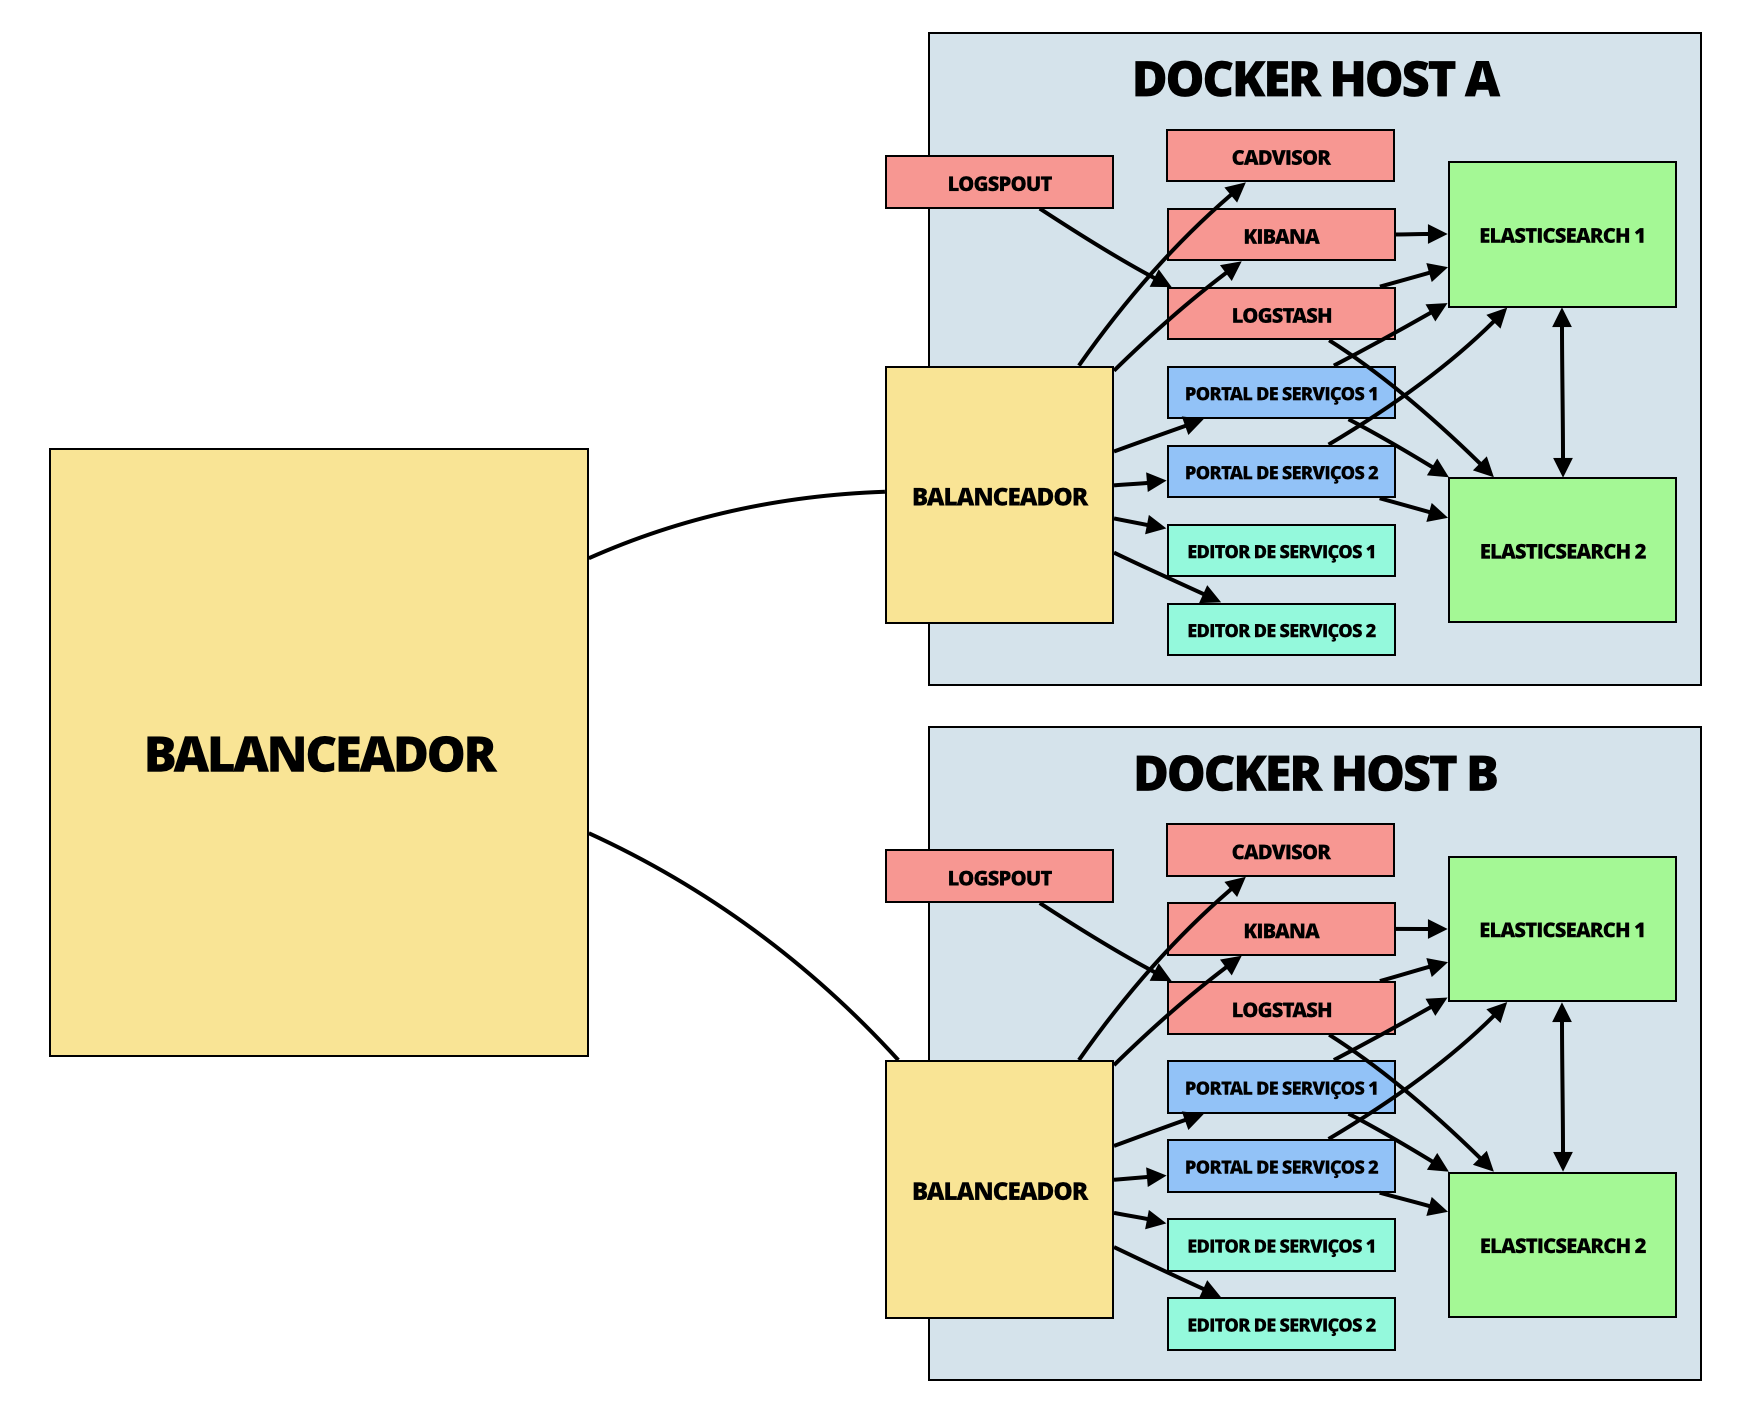 BALANCEADOR
DOCKER HOST A
LOGSPOUT
CADVISOR
KIBANA
LOGSTASH
BALANCEADOR
PORTAL DE SERVIÇOS 1
PORTAL DE SERVIÇOS 2
EDITOR DE SERVIÇOS 1
EDITOR DE SERVIÇOS 2
ELASTICSEARCH 1
ELASTICSEARCH 2
DOCKER HOST B
LOGSPOUT
CADVISOR
KIBANA
LOGSTASH
BALANCEADOR
PORTAL DE SERVIÇOS 1
PORTAL DE SERVIÇOS 2
EDITOR DE SERVIÇOS 1
EDITOR DE SERVIÇOS 2
ELASTICSEARCH 1
ELASTICSEARCH 2